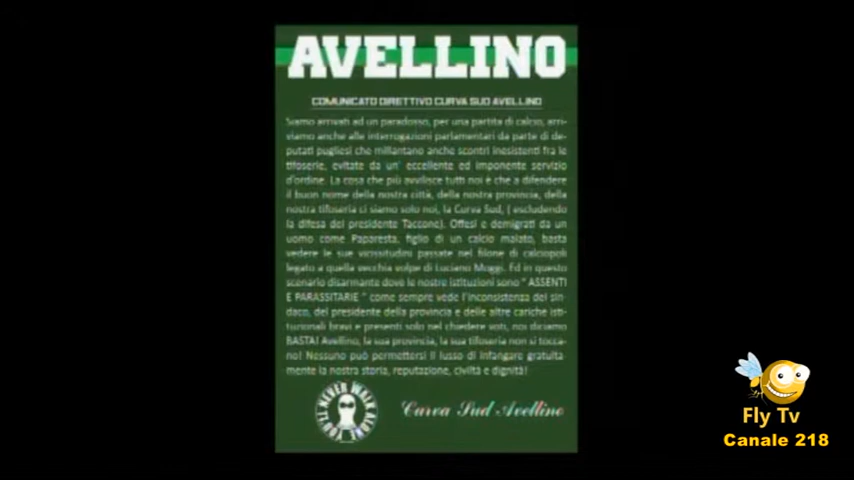 AVELLINO
COMUNICATO DIRETTIVO CURVA SUD AVELLINO
Siamo arrivati ad un paradosso, per una partita di calcio, arri-
viamo anche alle interrogazioni parlamentari da parte di de-
putati pugliesi che millantano anche scontri inesistenti fra le
tifoserie, evitate da un' eccellente ed imponente servizio
d'ordine. La cosa che più avvilisce tutti noi è che a difendere
il buon nome della nostra città, della nostra provincia, della
nostra tifoseria ci siamo solo noi, la Curva Sud, ( escludendo
la difesa del presidente Taccone). Offesi e demigrati da un
uomo come Paparesta, figlio di un calcio malato, basta
vedere le sue vicissitudini passate nel filone di calciopoli
legato a quella vecchia volpe di Luciano Moggi. Ed in questo
scenario disarmante dove le nostre istituzioni sono " ASSENTI
E PARASSITARIE " come sempre vede l'inconsistenza del sin-
daco, del presidente della provincia e delle altre cariche isti-
tuzionali bravi e presenti solo nel chiedere voti, noi diciamo
BASTA! Avellino, la sua provincia, la sua tifoseria non si tocca-
no! Nessuno può permettersi il lusso di infangare gratuita-
mente la nostra storia, reputazione, civiltà e dignità!
YOU'LL NEVER WALK ALONE
Curva Sud Avellino
Fly Tv
Canale 218